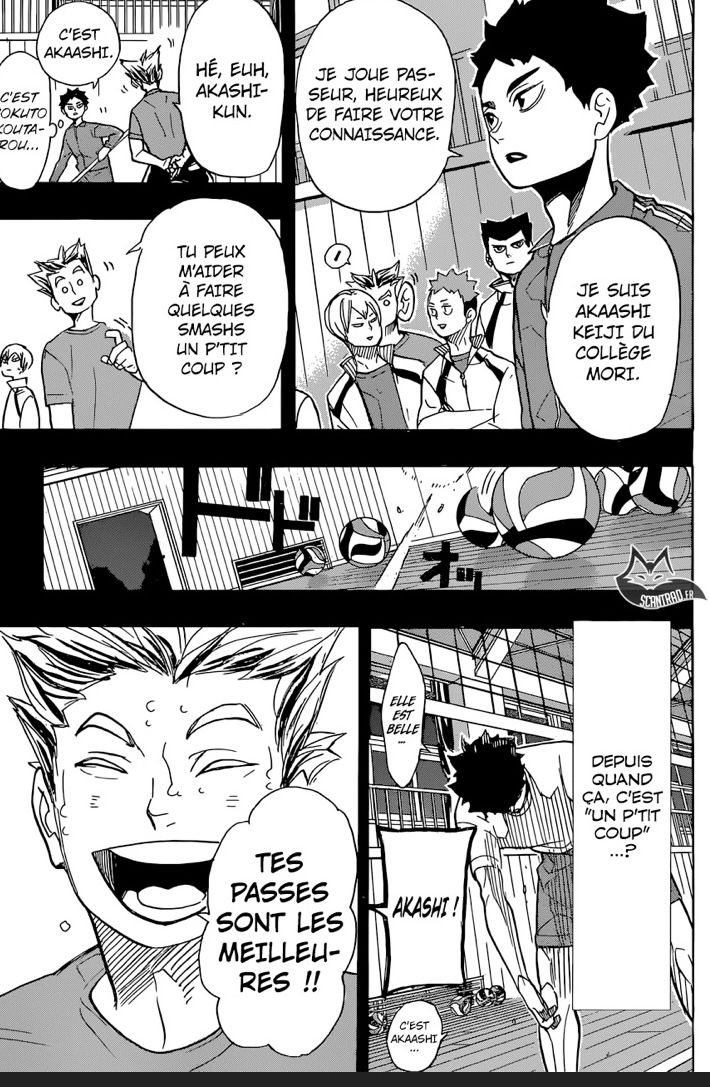 JE SUIS
AKAASHI
KEIJI DU
COLLÈGE
MORI.
JE JOUE PAS-
SEUR, HEUREUX
DE FAIRE VOTRE
CONNAISSANCE.
HÉ, EUH,
AKASHI-
KUN.
C'EST
AKAASHI.
C'EST
BOKUTO
KOUTA-
ROU...
TU PEUX
M'AIDER
À FAIRE
QUELQUES
SMASHS
UN P'TIT
COUP ?
ドドド
オッ
SCANTRAD.FR
DEPUIS
QUAND
ÇA, C'EST
"UN P'TIT
COUP"
...?
ELLE
EST
BELLE
...
AKASHI !
C'EST
AKAASHI
...
TES
PASSES
SONT LES
MEILLEU-
RES !!